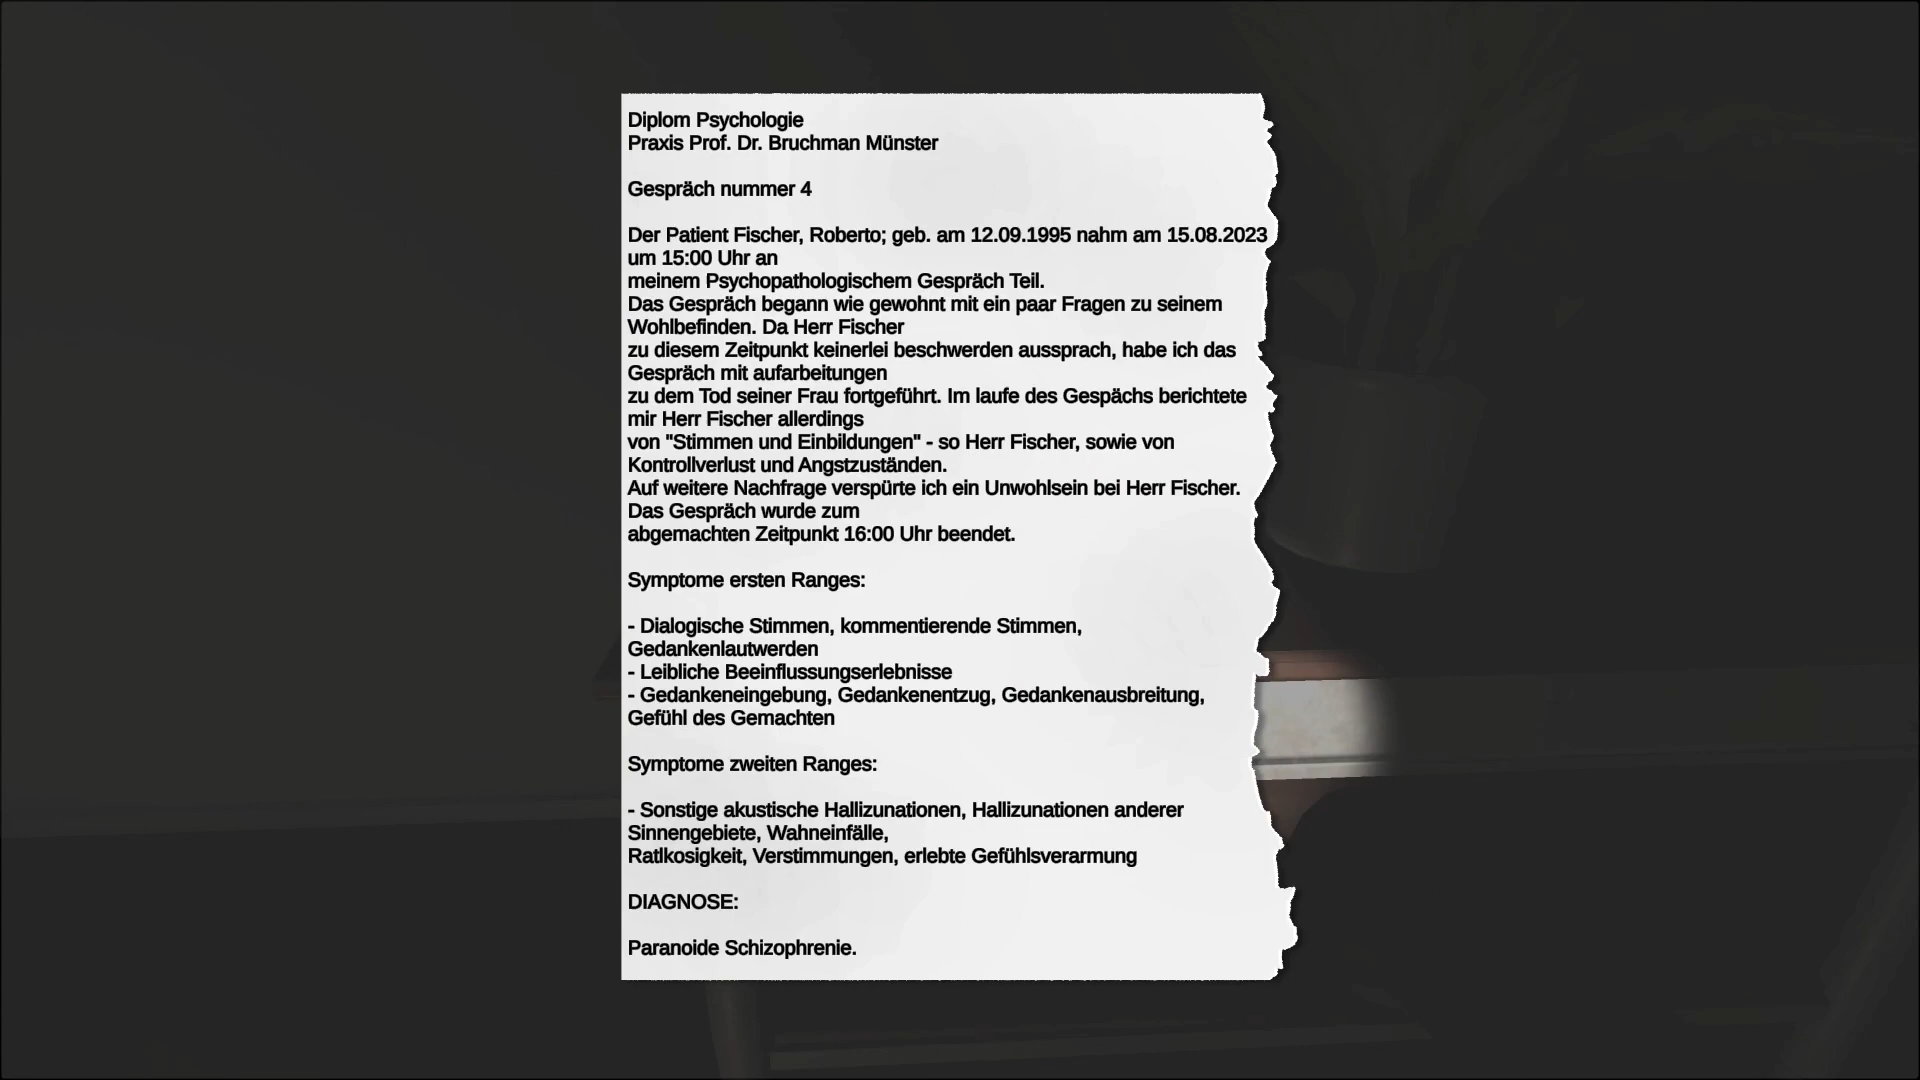 Diplom Psychologie
Praxis Prof. Dr. Bruchman Münster
Gespräch nummer 4
Der Patient Fischer, Roberto; geb. am 12.09.1995 nahm am 15.08.2023
um 15:00 Uhr an
meinem Psychopathologischem Gespräch Teil.
Das Gespräch begann wie gewohnt mit ein paar Fragen zu seinem
Wohlbefinden. Da Herr Fischer
zu diesem Zeitpunkt keinerlei beschwerden aussprach, habe ich das
Gespräch mit aufarbeitungen
zu dem Tod seiner Frau fortgeführt. Im laufe des Gespächs berichtete
mir Herr Fischer allerdings
von "Stimmen und Einbildungen" - so Herr Fischer, sowie von
Kontrollverlust und Angstzuständen.
Auf weitere Nachfrage verspürte ich ein Unwohlsein bei Herr Fischer.
Das Gespräch wurde zum
abgemachten Zeitpunkt 16:00 Uhr beendet.
Symptome ersten Ranges:
- Dialogische Stimmen, kommentierende Stimmen,
Gedankenlautwerden
- Leibliche Beeinflussungserlebnisse
- Gedankeneingebung, Gedankenentzug, Gedankenausbreitung,
Gefühl des Gemachten
Symptome zweiten Ranges:
- Sonstige akustische Hallizunationen, Hallizunationen anderer
Sinnengebiete, Wahneinfälle,
Ratlkosigkeit, Verstimmungen, erlebte Gefühlsverarmung
DIAGNOSE:
Paranoide Schizophrenie.